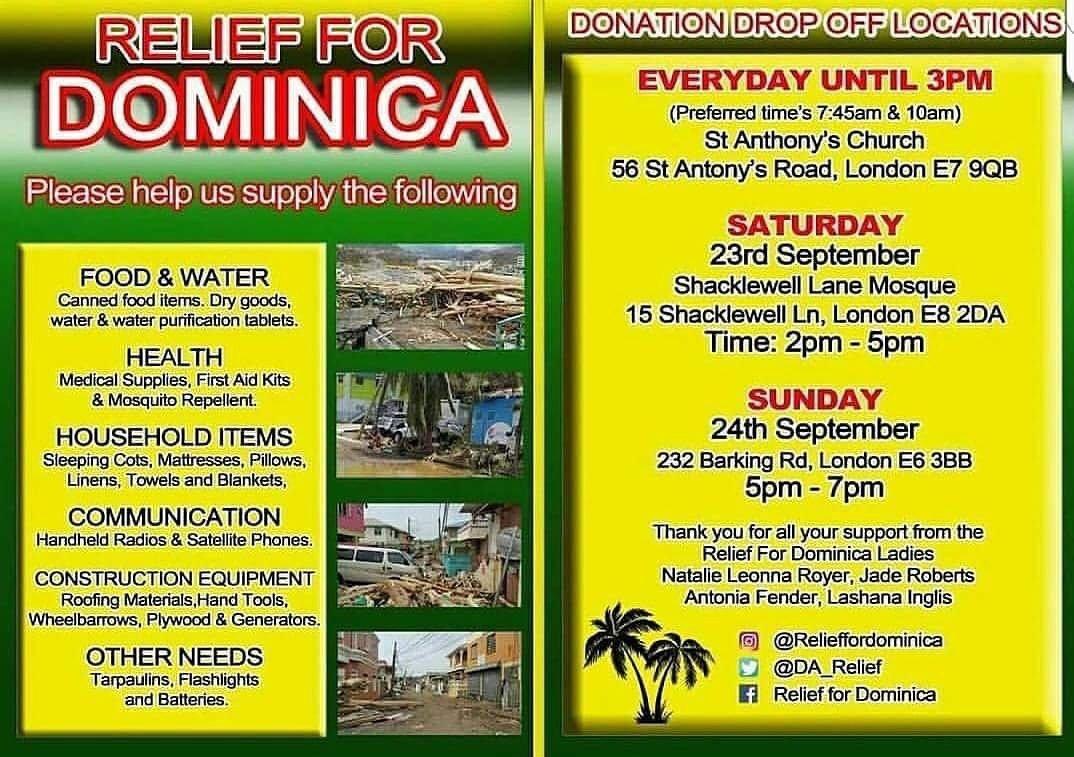 RELIEF FOR
DOMINICA
Please help us supply the following
FOOD & WATER
Canned food items. Dry goods,
water & water purification tablets.
HEALTH
Medical Supplies, First Aid Kits
& Mosquito Repellent.
HOUSEHOLD ITEMS
Sleeping Cots, Mattresses, Pillows,
Linens, Towels and Blankets,
COMMUNICATION
Handheld Radios & Satellite Phones.
CONSTRUCTION EQUIPMENT
Roofing Materials,Hand Tools,
Wheelbarrows, Plywood & Generators.
OTHER NEEDS
Tarpaulins, Flashlights
and Batteries.
DONATION DROP OFF LOCATIONS
EVERYDAY UNTIL 3PM
(Preferred time's 7:45am & 10am)
St Anthony's Church
56 St Antony's Road, London E7 9QB
SATURDAY
23rd September
Shacklewell Lane Mosque
15 Shacklewell Ln, London E8 2DA
Time: 2pm - 5pm
SUNDAY
24th September
232 Barking Rd, London E6 3BB
5pm - 7pm
Thank you for all your support from the
Relief For Dominica Ladies
Natalie Leonna Royer, Jade Roberts
Antonia Fender, Lashana Inglis
@Relieffordominica
@DA_Relief
Relief for Dominica